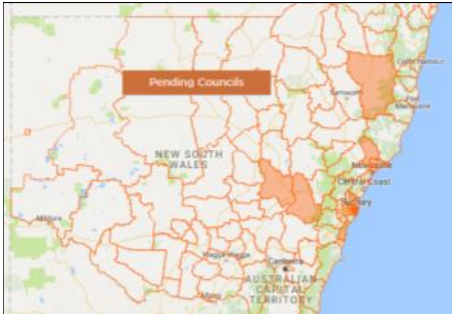 Pending Councils
Coffs Harbour
Tamworth
Port
Macquarie
NEW SOUTH
WALES
Newcastle
Central Coast
Sydney
Mildura
Wagga Wagga
Canberra
AUSTRALIAN
CAPITAL
TERRITORY
Albury